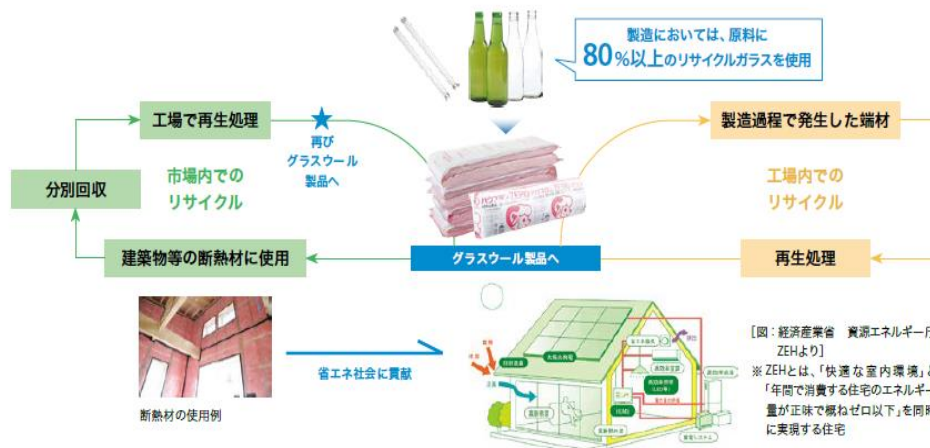 製造においては、原料に
80%以上のリサイクルガラスを使用
工場で再生処理
再び
グラスウール
製品へ
製造過程で発生した端材
分別回収
市場内での
リサイクル
工場内での
リサイクル
建築物等の断熱材に使用
グラスウール製品へ
再生処理
省エネ社会に貢献
断熱材の使用例
[図:経済産業省 資源エネルギー庁
ZEHより]
※ZEHとは、「快適な室内環境」と
「年間で消費する住宅のエネルギー
量が正味で概ねゼロ以下」を同時
に実現する住宅